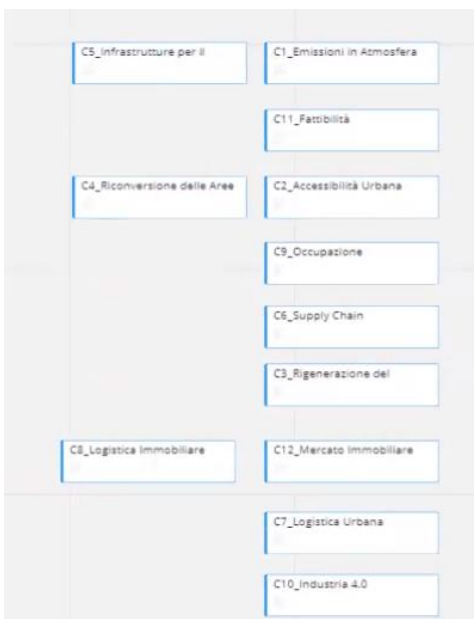 C5_Infrastrutture per il
C1_Emissioni in Atmosfera
C11_Fattibilità
C4_Riconversione delle Aree
C2_Accessibilità Urbana
C9_Occupazione
C6_Supply Chain
C3_Rigenerazione del
C8_Logistica Immobiliare
C12_Mercato Immobiliare
C7_Logistica Urbana
C10_Industria 4.0